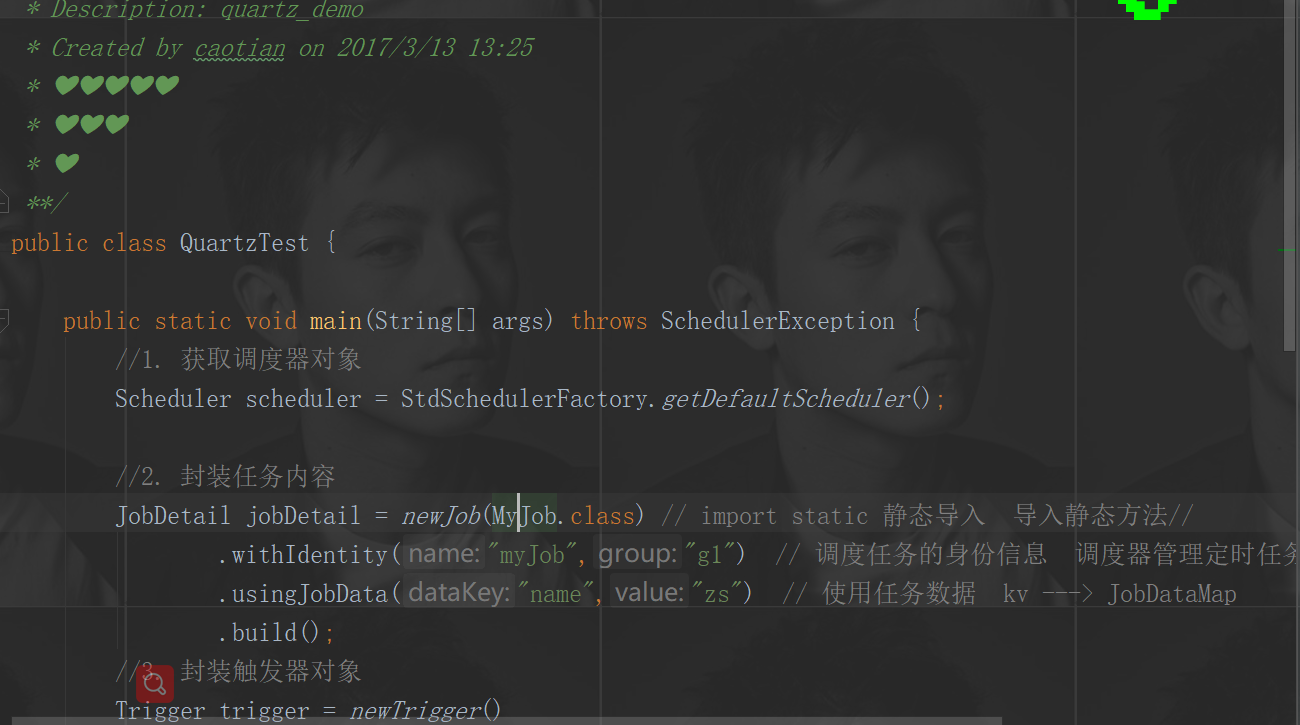 * Description: quartz_demo
* Created by caotian on 2017/3/13 13:25
* ♥♥♥♥♥
* ♥♥♥
* ♥
**/
public class QuartzTest {
public static void main(String[] args) throws SchedulerException {
//1. 获取调度器对象
Scheduler scheduler = StdSchedulerFactory.getDefaultScheduler();
//2. 封装任务内容
JobDetail jobDetail = newJob(MyJob.class) // import static 静态导入  导入静态方法//
.withIdentity( name: "myJob", group: "g1")  // 调度任务的身份信息  调度器管理定时任务
.usingJobData( dataKey: "name", value: "zs")  // 使用任务数据  kv ---> JobDataMap
.build();
//3. 封装触发器对象
Trigger trigger = newTrigger()